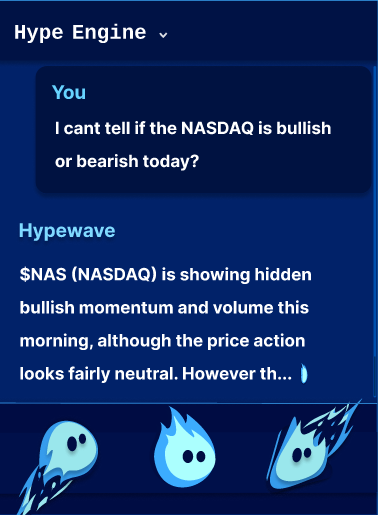 Hype Engine
You
I cant tell if the NASDAQ is bullish
or bearish today?
Hypewave
$NAS (NASDAQ) is showing hidden
bullish momentum and volume this
morning, although the price action
looks fairly neutral. However th...